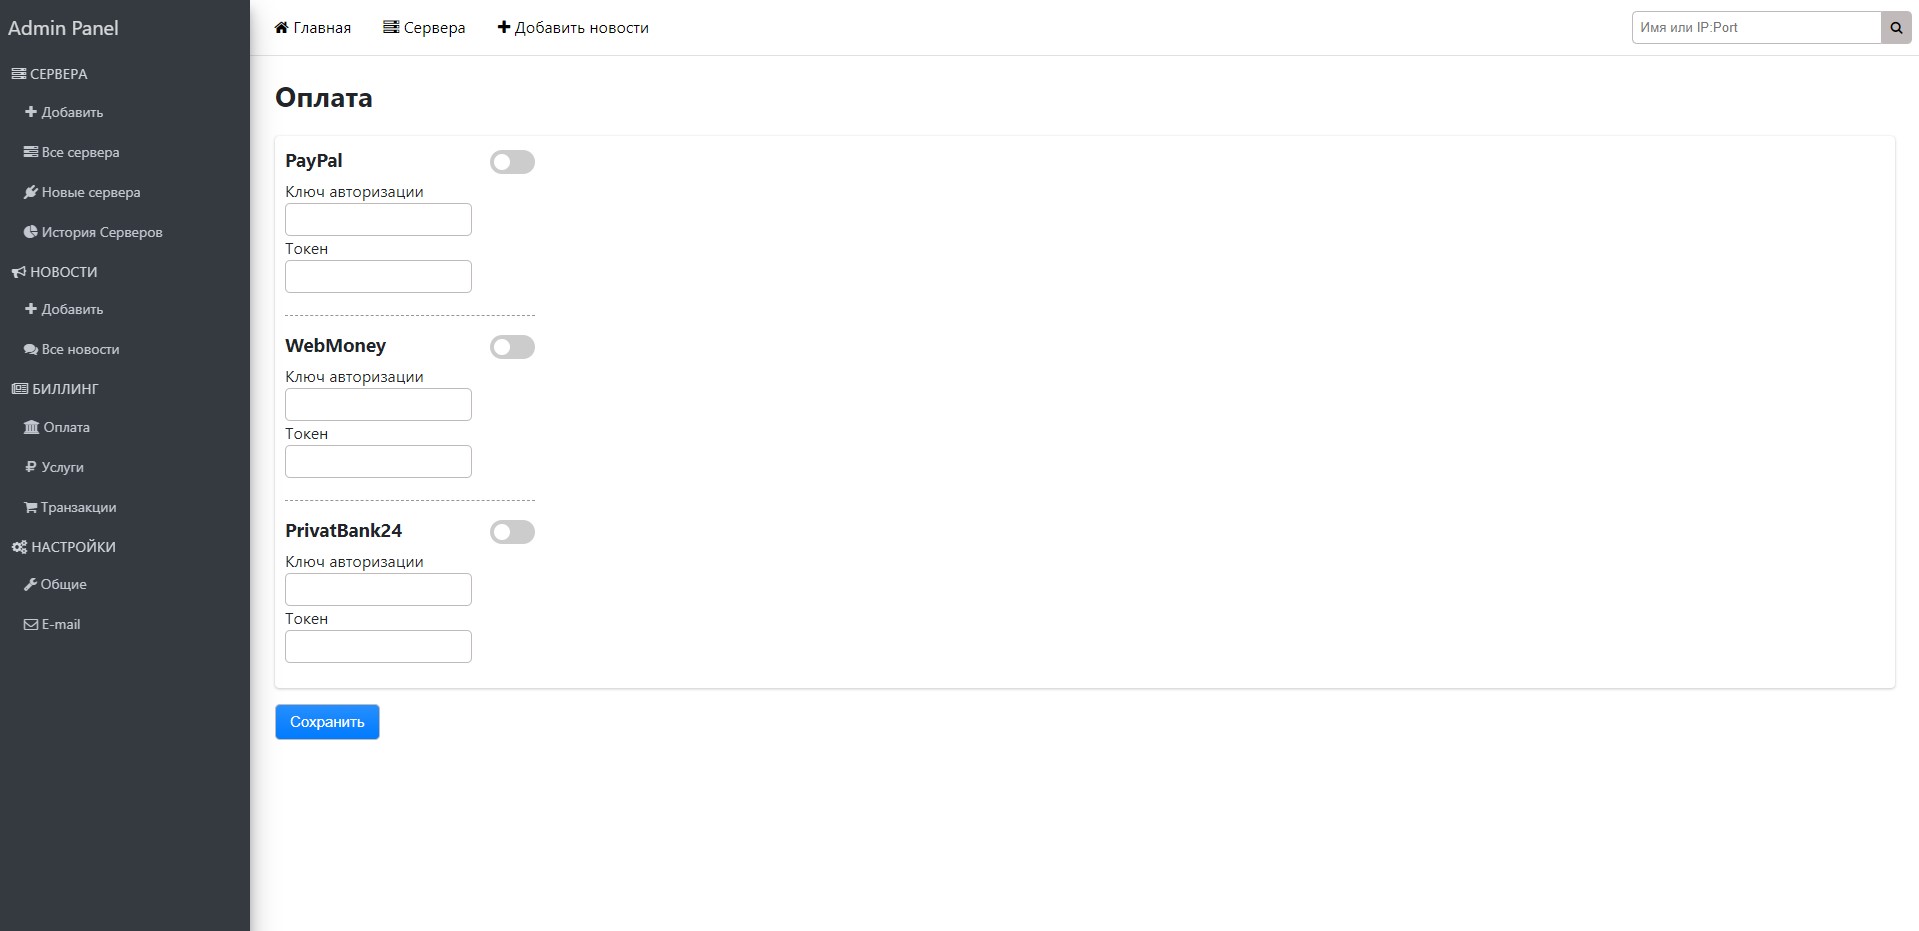 Admin Panel
СЕРВЕРА
Добавить
Все сервера
Новые сервера
История Серверов
НОВОСТИ
Добавить
Все новости
БИЛЛИНГ
Оплата
Услуги
Транзакции
НАСТРОЙКИ
Общие
E-mail
Главная
Сервера
Добавить новости
Имя или IP:Port
Оплата
PayPal
Ключ авторизации
Токен
WebMoney
Ключ авторизации
Токен
PrivatBank24
Ключ авторизации
Токен
Сохранить